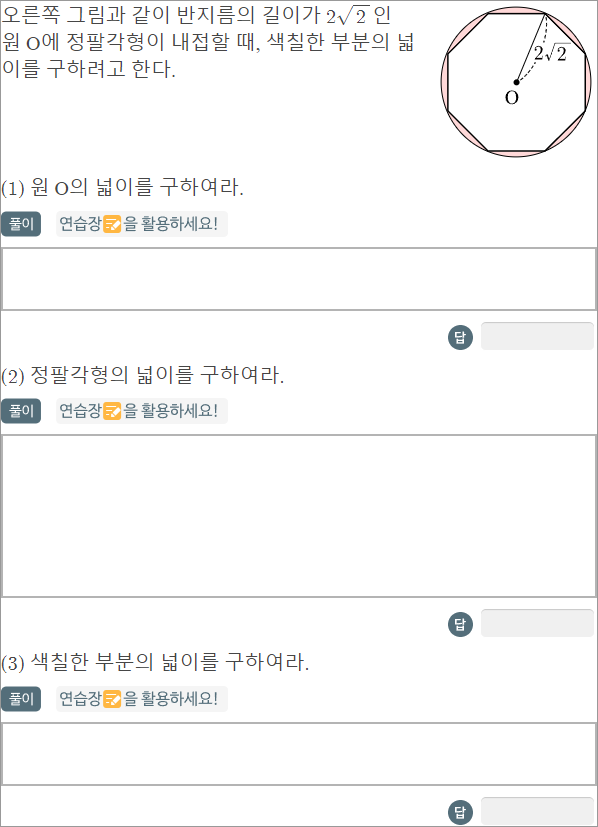 오른쪽 그림과 같이 반지름의 길이가 2√2 인
원 O에 정팔각형이 내접할 때, 색칠한 부분의 넓
이를 구하려고 한다.
2√2
O
(1) 원 O의 넓이를 구하여라.
풀이 연습장을 활용하세요!
답
(2) 정팔각형의 넓이를 구하여라.
풀이 연습장을 활용하세요!
답
(3) 색칠한 부분의 넓이를 구하여라.
풀이 연습장을 활용하세요!
답